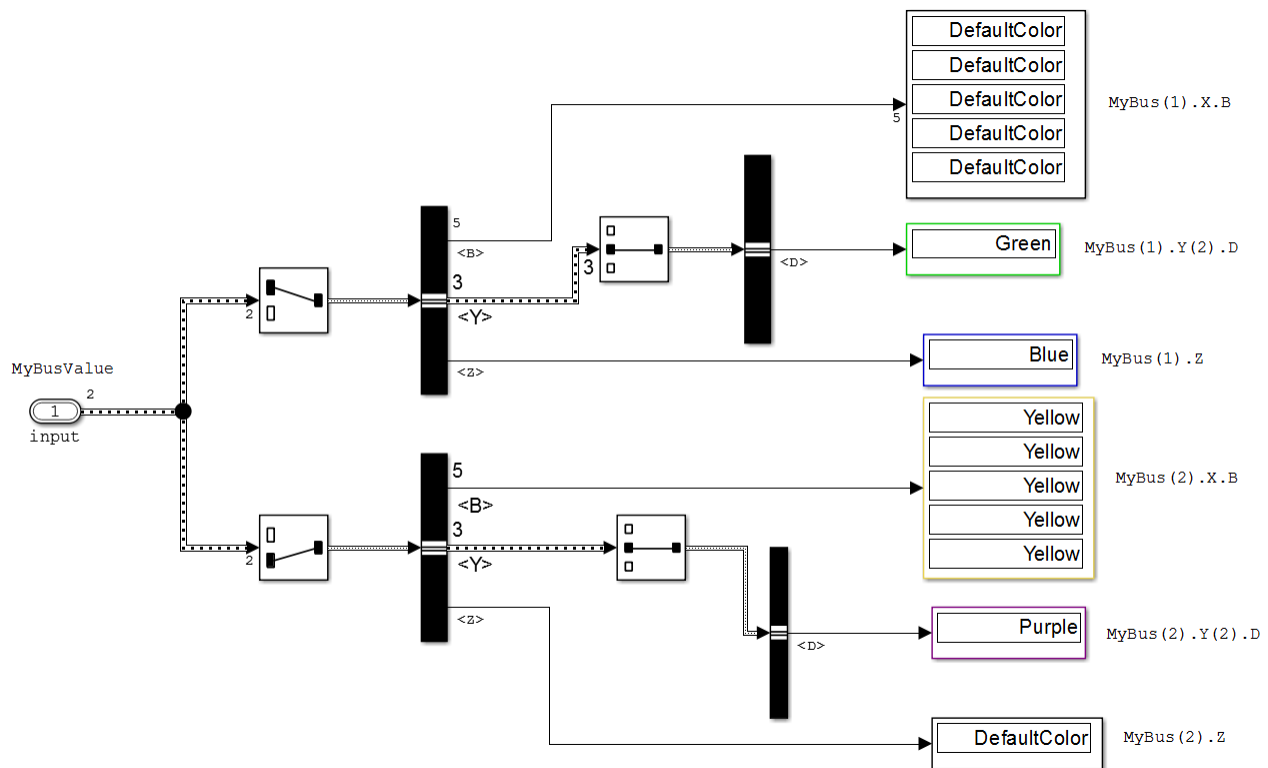 DefaultColor
DefaultColor
DefaultColor
DefaultColor
DefaultColor
5
MyBus(1).X.B
5
<B>
3
<Y>
3
<D>
Green
MyBus(1).Y(2).D
2
<Z>
Blue
MyBus(1).Z
MyBusValue
2
1
input
Yellow
Yellow
Yellow
Yellow
Yellow
MyBus(2).X.B
5
<B>
3
<Y>
2
<Z>
<D>
Purple
MyBus(2).Y(2).D
DefaultColor
MyBus(2).Z